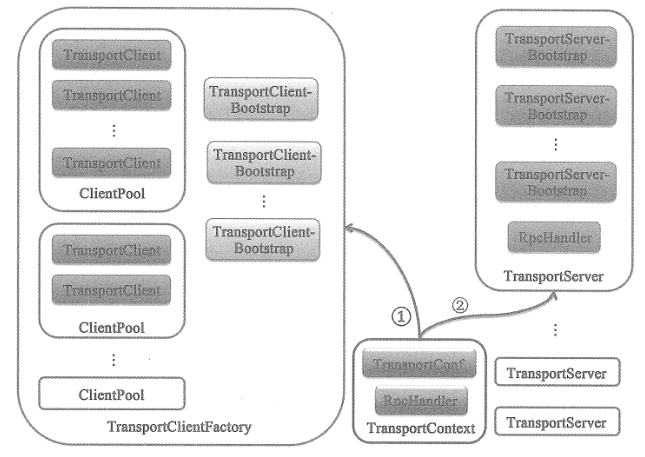 TransportClient
TransportClient
⋮
TransportClient
ClientPool
TransportClient
TransportClient
ClientPool
⋮
ClientPool
TransportClient-
Bootstrap
TransportClient-
Bootstrap
⋮
TransportClient-
Bootstrap
TransportClientFactory
①
②
TransportConf
RpcHandler
TransportContext
TransportServer-
Bootstrap
TransportServer-
Bootstrap
⋮
TransportServer-
Bootstrap
RpcHandler
TransportServer
⋮
TransportServer
TransportServer